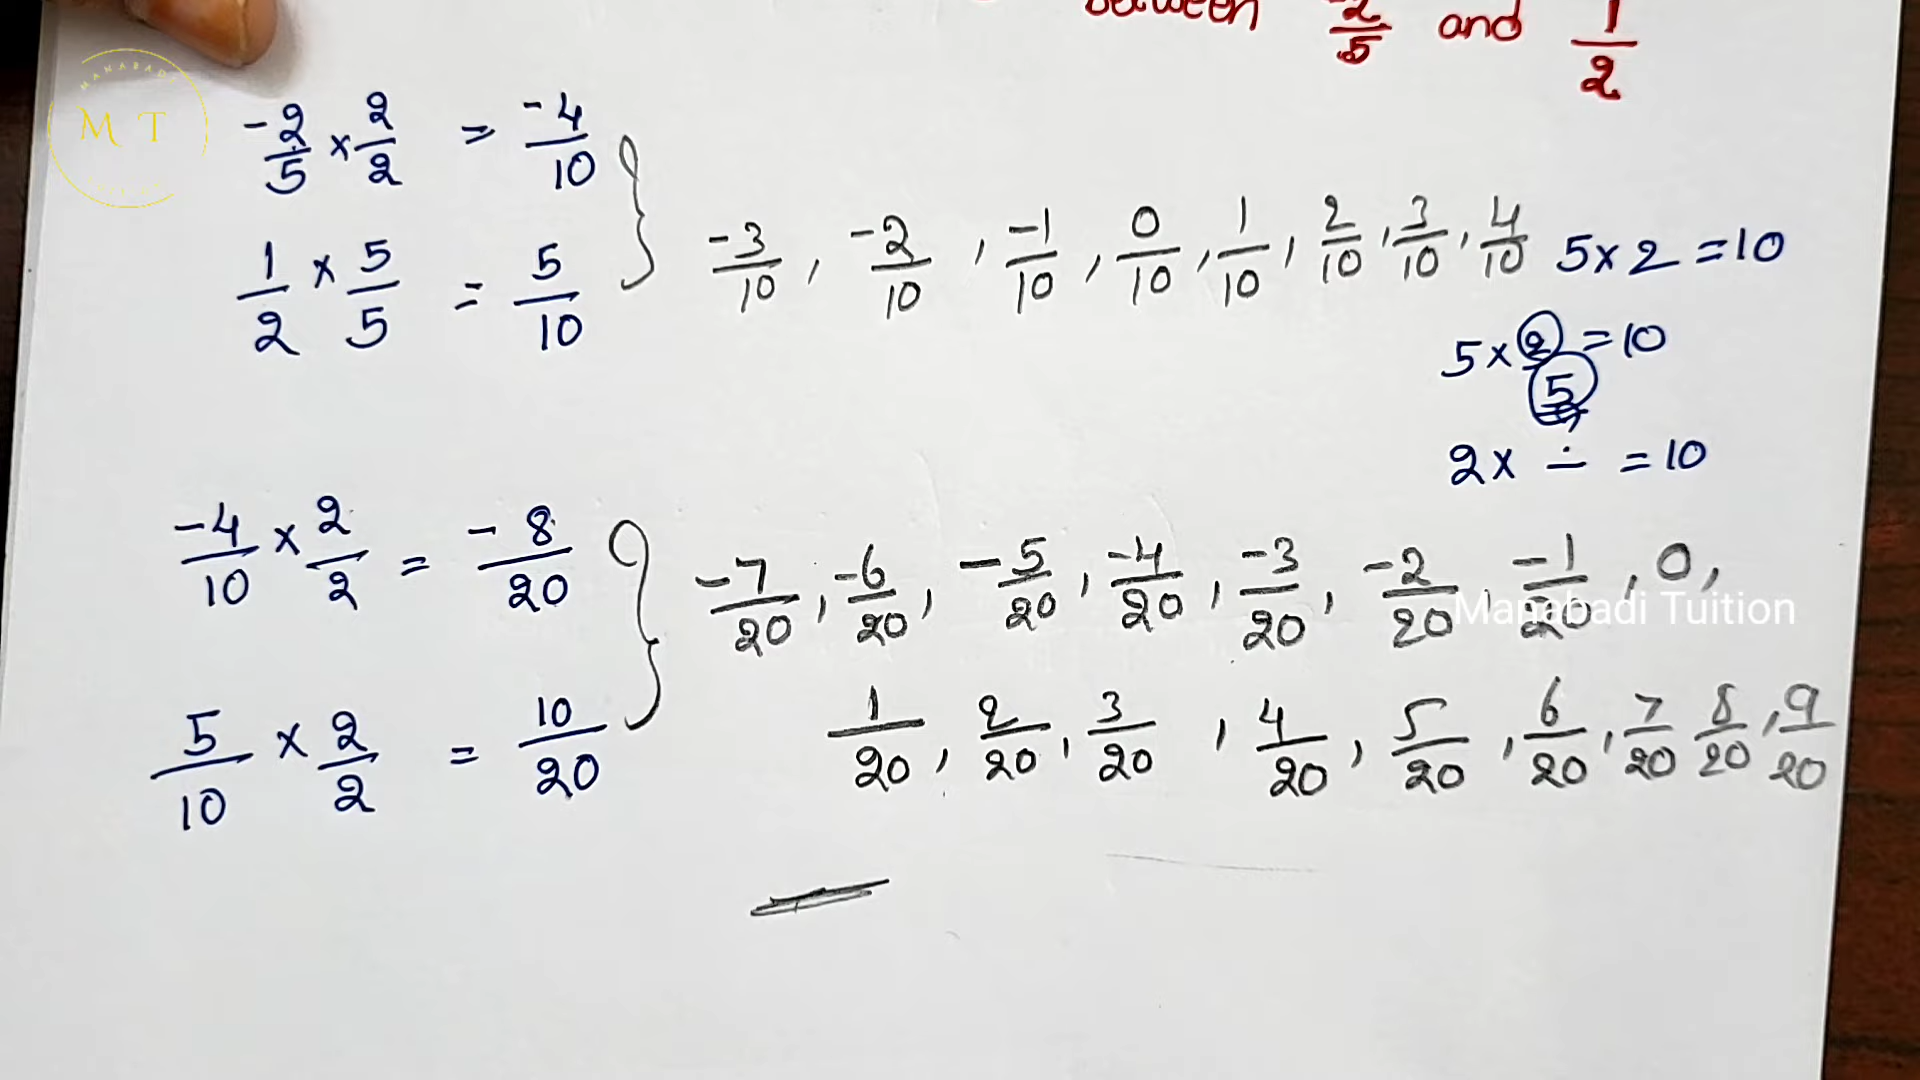 between -2/5 and 1/2
MANABADI
M T
-2/5 × 2/2 = -4/10
1/2 × 5/5 = 5/10
-3/10, -2/10, -1/10, 0/10, 1/10, 2/10, 3/10, 4/10
5×2=10
5×2=10
5
2× ÷ =10
-4/10 × 2/2 = -8/20
5/10 × 2/2 = 10/20
-7/20, -6/20, -5/20, -4/20, -3/20, -2/20, -1/20, 0,
Manabadi Tuition
1/20, 2/20, 3/20, 4/20, 5/20, 6/20, 7/20 8/20, 9/20